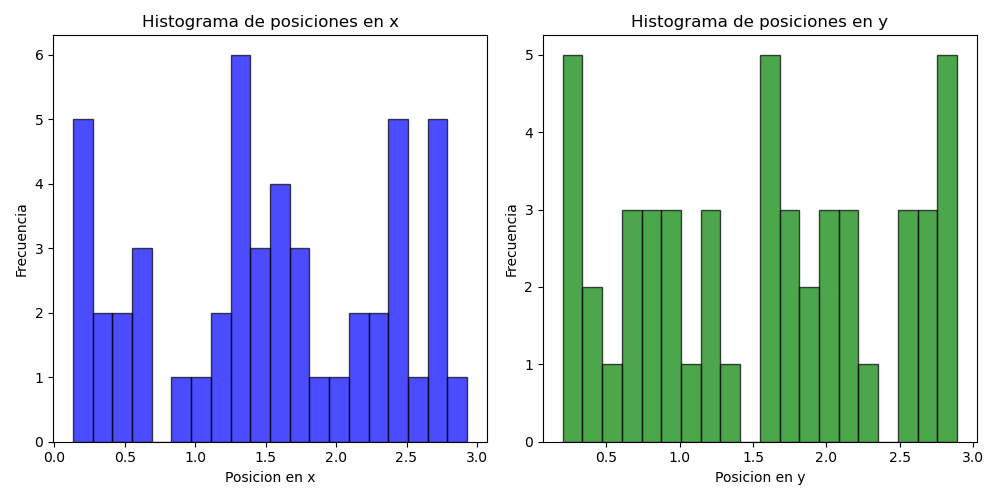 Histograma de posiciones en x
Frecuencia
6
5
4
3
2
1
0
0.0 0.5 1.0 1.5 2.0 2.5 3.0
Posicion en x
Histograma de posiciones en y
Frecuencia
5
4
3
2
1
0
0.5 1.0 1.5 2.0 2.5 3.0
Posicion en y